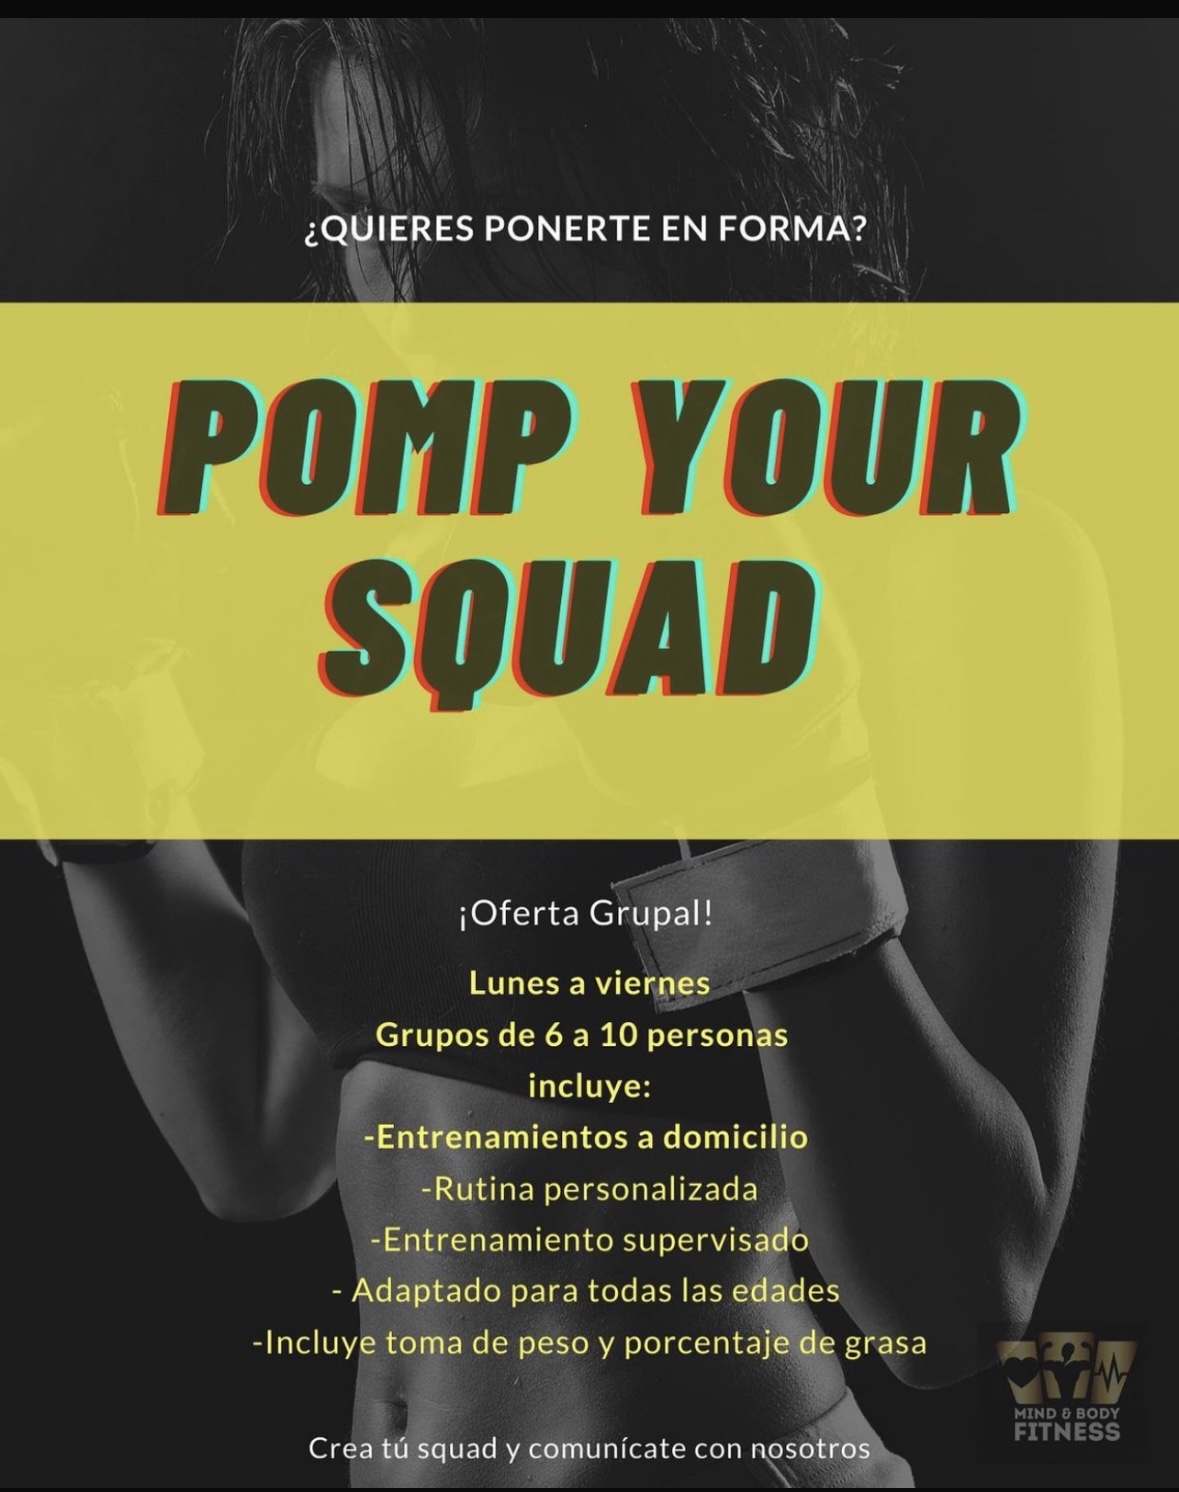 ¿QUIERES PONERTE EN FORMA?
POMP YOUR
SQUAD
¡Oferta Grupal!
Lunes a viernes
Grupos de 6 a 10 personas
incluye:
-Entrenamientos a domicilio
-Rutina personalizada
-Entrenamiento supervisado
- Adaptado para todas las edades
-Incluye toma de peso y porcentaje de grasa
MIND & BODY
FITNESS
Crea tú squad y comunícate con nosotros